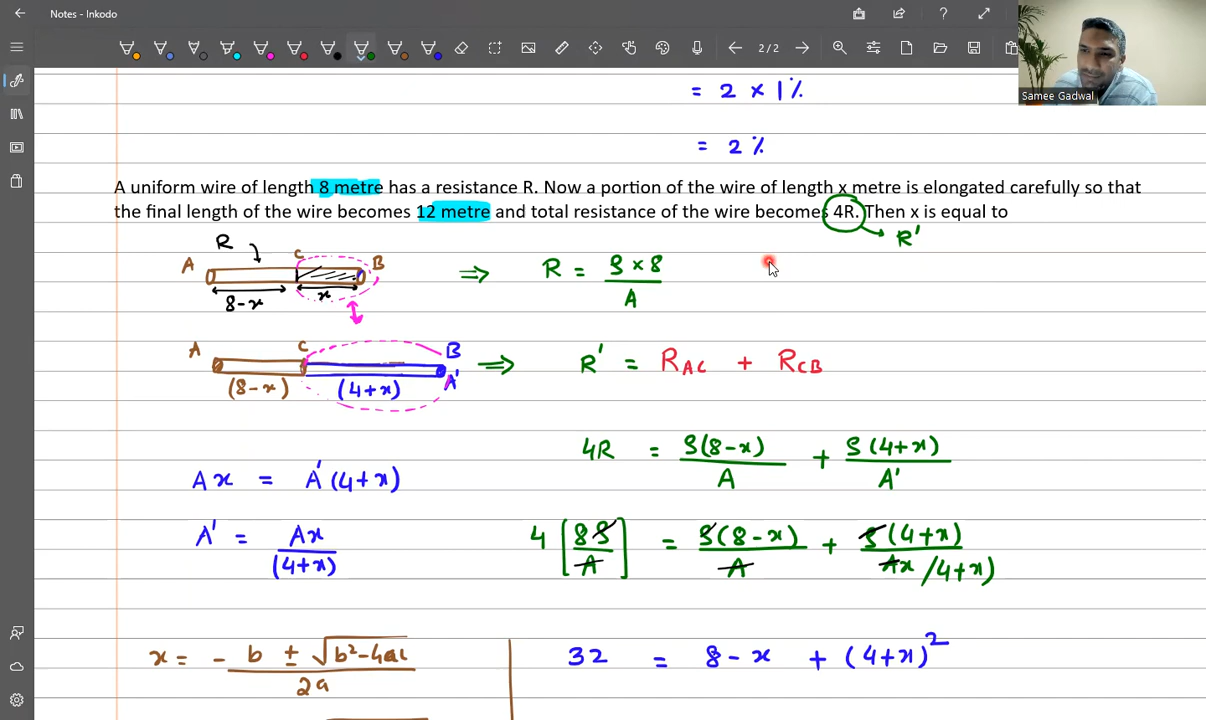 Notes - Inkodo
2/2
Samee Gadwal
= 2 × 1%
= 2%
A uniform wire of length 8 metre has a resistance R. Now a portion of the wire of length x metre is elongated carefully so that
the final length of the wire becomes 12 metre and total resistance of the wire becomes 4R. Then x is equal to
R'
R
A C B
8-x x
R = ρ × 8 / A
A C B
A'
(8-x) (4+x)
R' = R_AC + R_CB
4R = ρ(8-x) / A + ρ(4+x) / A'
Ax = A'(4+x)
A' = Ax / (4+x)
4 [8ρ / A] = ρ(8-x) / A + ρ(4+x) / Ax/4+x)
x = - b ± √b²-4ac / 2a
32 = 8-x + (4+x)²